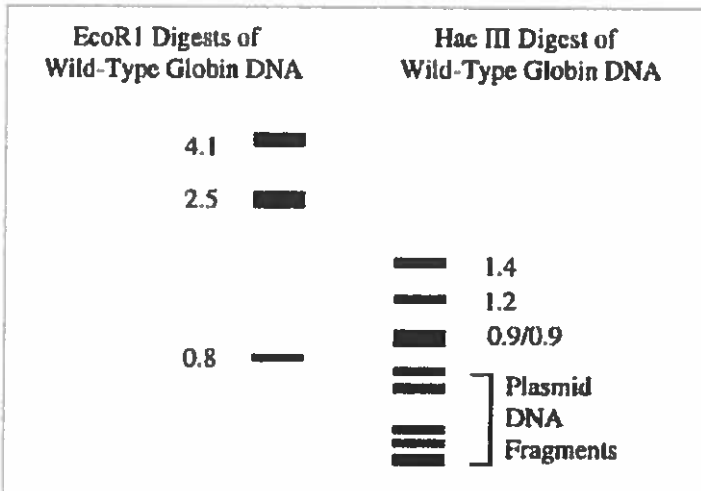 EcoR1 Digests of
Wild-Type Globin DNA
Hae III Digest of
Wild-Type Globin DNA
4.1
2.5
1.4
1.2
0.9/0.9
0.8
Plasmid
DNA
Fragments